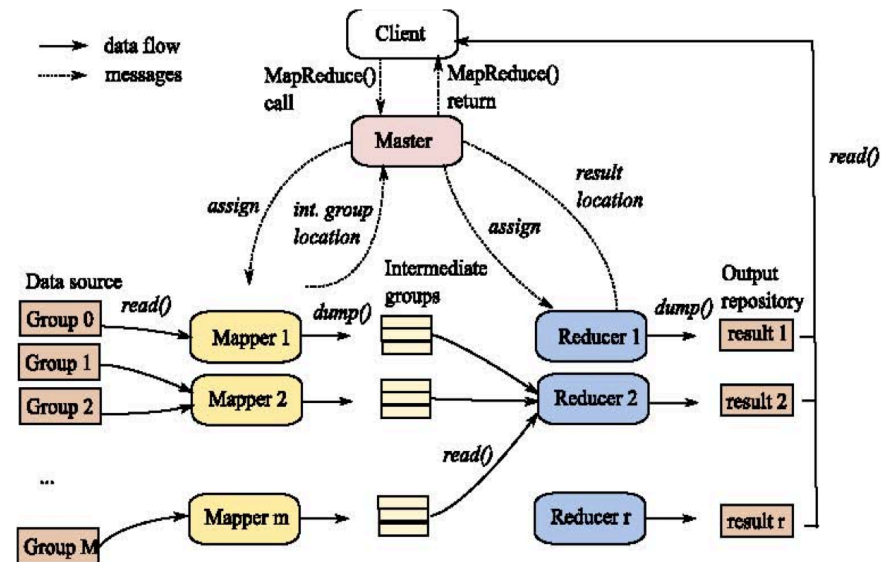 Client
data flow
messages
MapReduce()
call
MapReduce()
return
Master
read()
assign
int. group
location
assign
result
location
Data source
read()
Intermediate
groups
dump()
Output
repository
dump()
Group 0
Mapper 1
Reducer 1
result 1
Group 1
Group 2
Mapper 2
Reducer 2
result 2
read()
...
Group M
Mapper m
Reducer r
result r